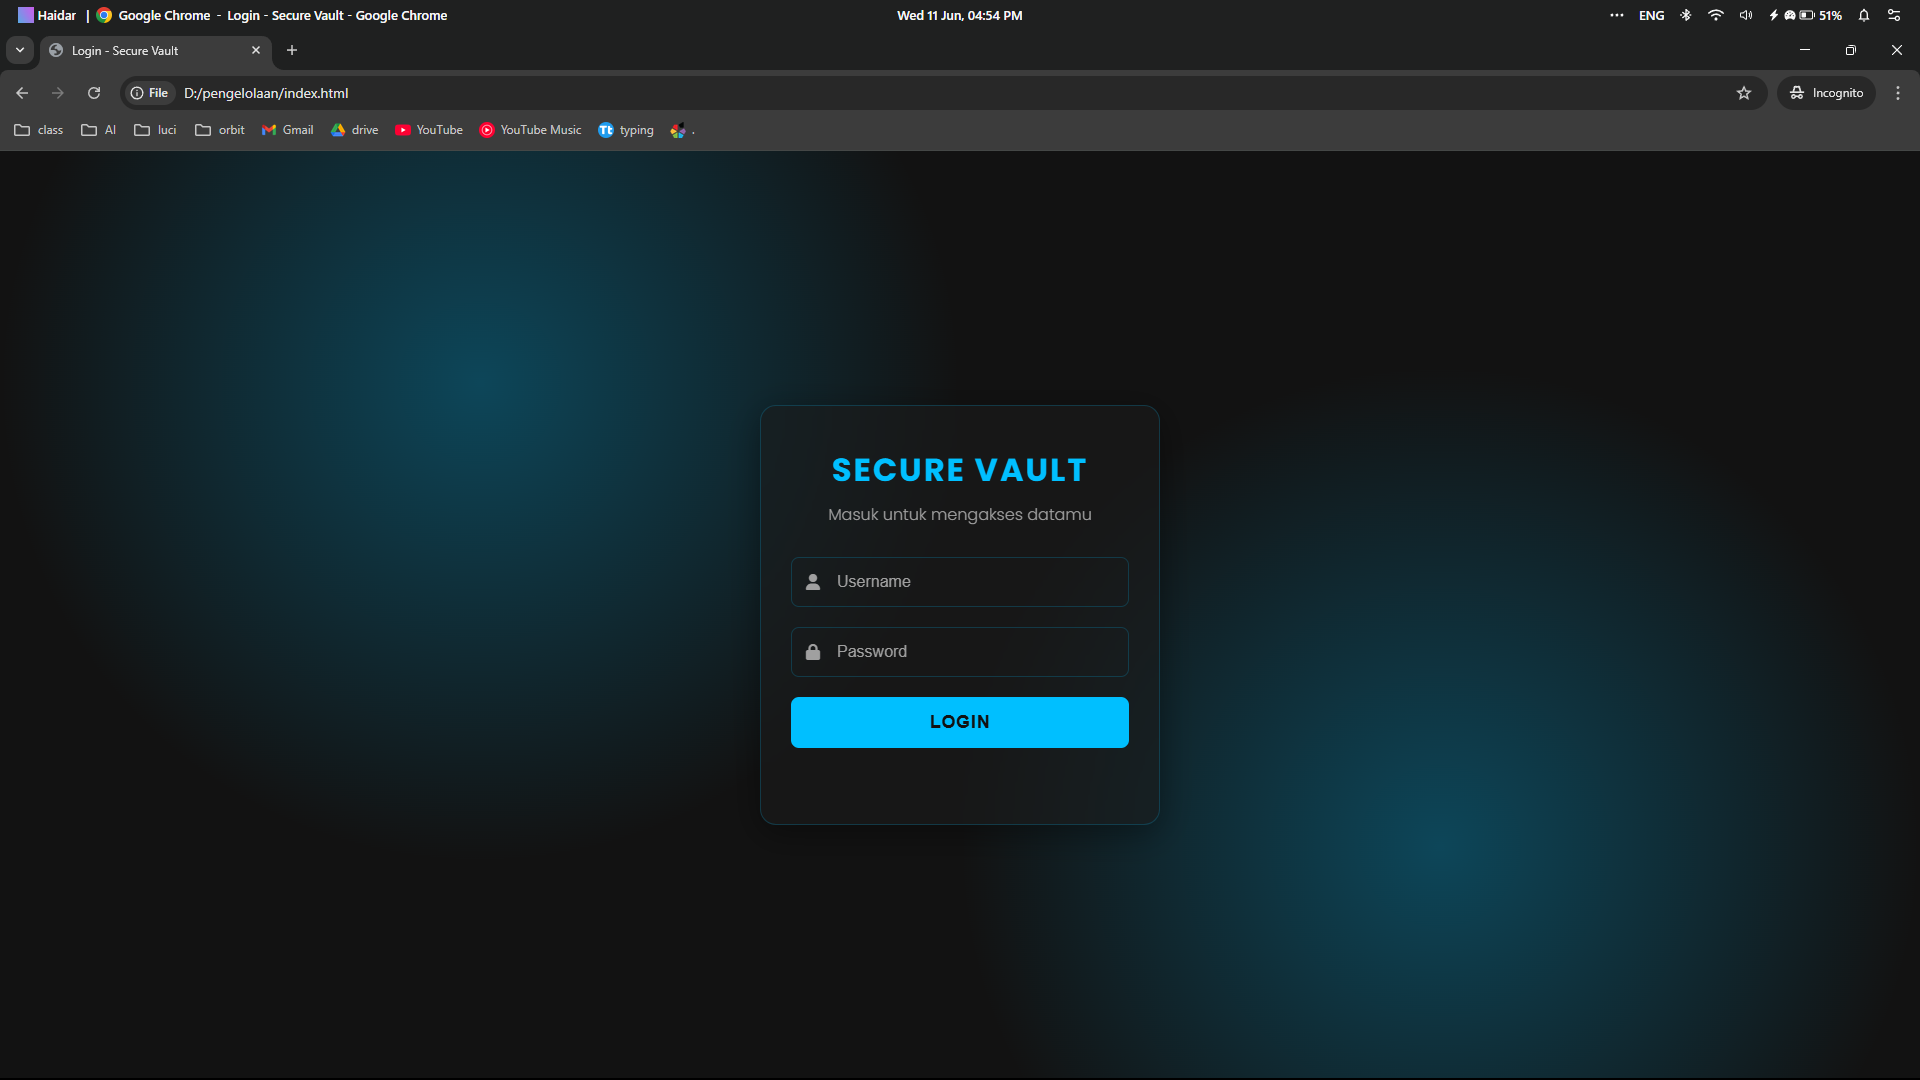 Haidar | Google Chrome - Login - Secure Vault - Google Chrome
Wed 11 Jun, 04:54 PM
ENG
51%
Login - Secure Vault
File
D:/pengelolaan/index.html
Incognito
class
AI
luci
orbit
Gmail
drive
YouTube
YouTube Music
Tt
typing
.
SECURE VAULT
Masuk untuk mengakses datamu
Username
Password
LOGIN